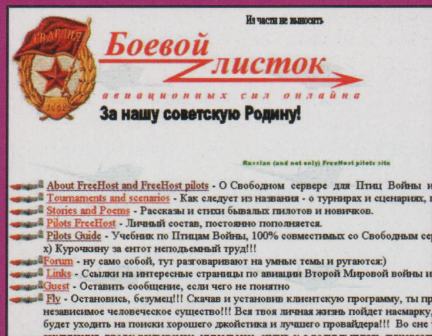 Из части не выносить
ГВАРДИЯ
Боевой
листок
авиационных сил онлайна
За нашу советскую Родину!
Russian (and not only) FreeHost pilots site
About FreeHost and FreeHost pilots - О Свободном сервере для Птиц Войны и
Tournaments and scenarios - Как следует из названия - о турнирах и сценариях,
Stories and Poems - Рассказы и стихи бывалых пилотов и новичков.
Pilots FreeHost - Личный состав, постоянно пополняется.
Pilots Guide - Учебник по Птицам Войны, 100% совместимы со Свободным
х) Курочкину за ентот неподъемный труд!!!
Forum - ну само собой, тут разговаривают на умные темы и ругаются:)
Links - Ссылки на интересные страницы по авиации Второй Мировой войны и
Guest - Оставить сообщение, если чего не понятно
Fly - Остановись, безумец!!! Скачав и установив клиентскую программу, ты
независимое человеческое существо!!! Вся твоя личная жизнь пойдет насмарку,
будет уходить на поиски хорошего джойстика и лучшего провайдера!!! Во